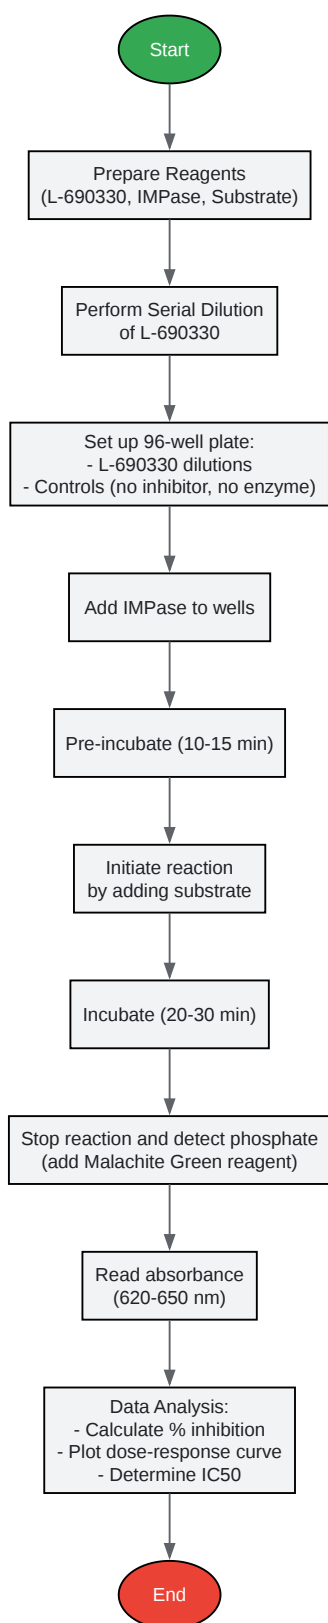 Start
Prepare Reagents
(L-690330, IMPase, Substrate)
Perform Serial Dilution
of L-690330
Set up 96-well plate:
- L-690330 dilutions
- Controls (no inhibitor, no enzyme)
Add IMPase to wells
Pre-incubate (10-15 min)
Initiate reaction
by adding substrate
Incubate (20-30 min)
Stop reaction and detect phosphate
(add Malachite Green reagent)
Read absorbance
(620-650 nm)
Data Analysis:
- Calculate % inhibition
- Plot dose-response curve
- Determine IC50
End